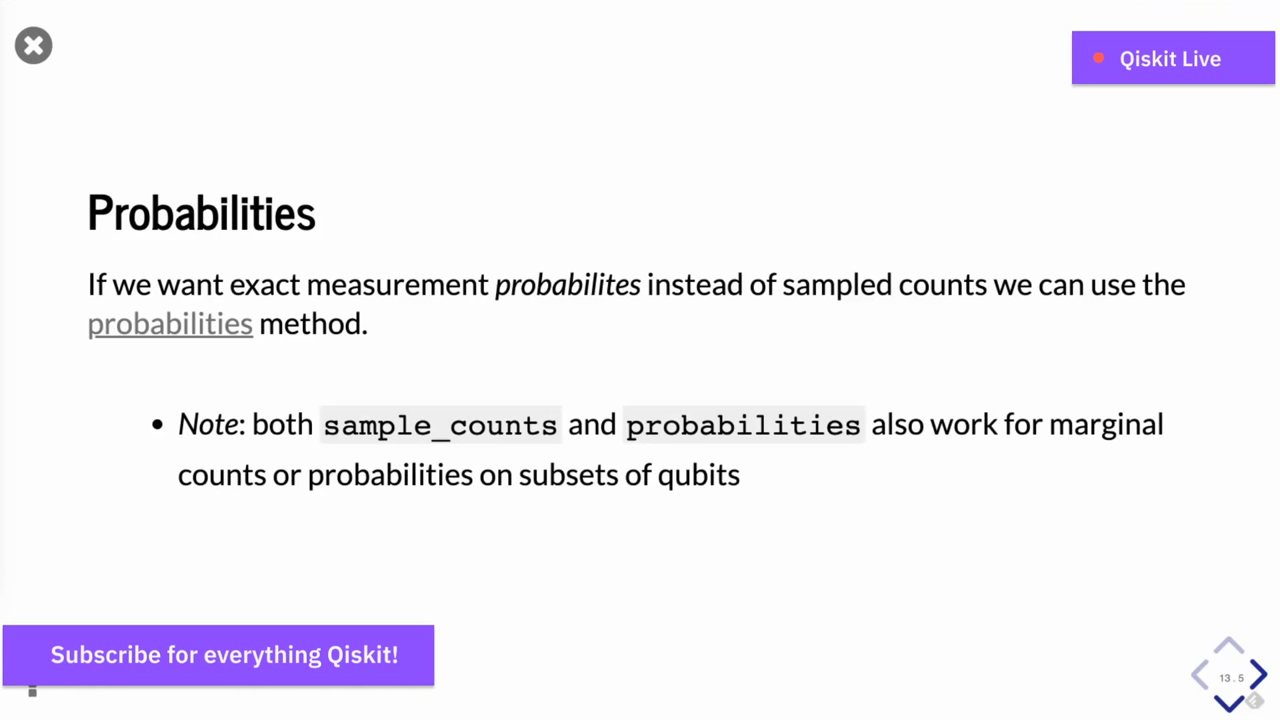 Qiskit Live
Probabilities
If we want exact measurement probabilites instead of sampled counts we can use the
probabilities method.
• Note: both sample_counts and probabilities also work for marginal
counts or probabilities on subsets of qubits
Subscribe for everything Qiskit!
13.5